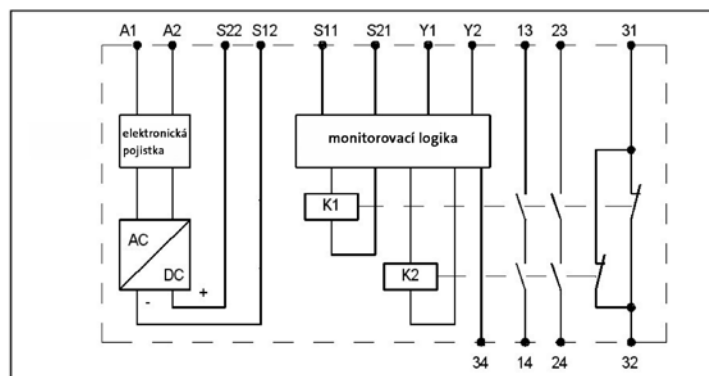 A1 A2 S22 S12 S11 S21 Y1 Y2 13 23 31
elektronická
pojistka
monitorovací logika
K1
AC
DC
K2
- +
34 14 24 32